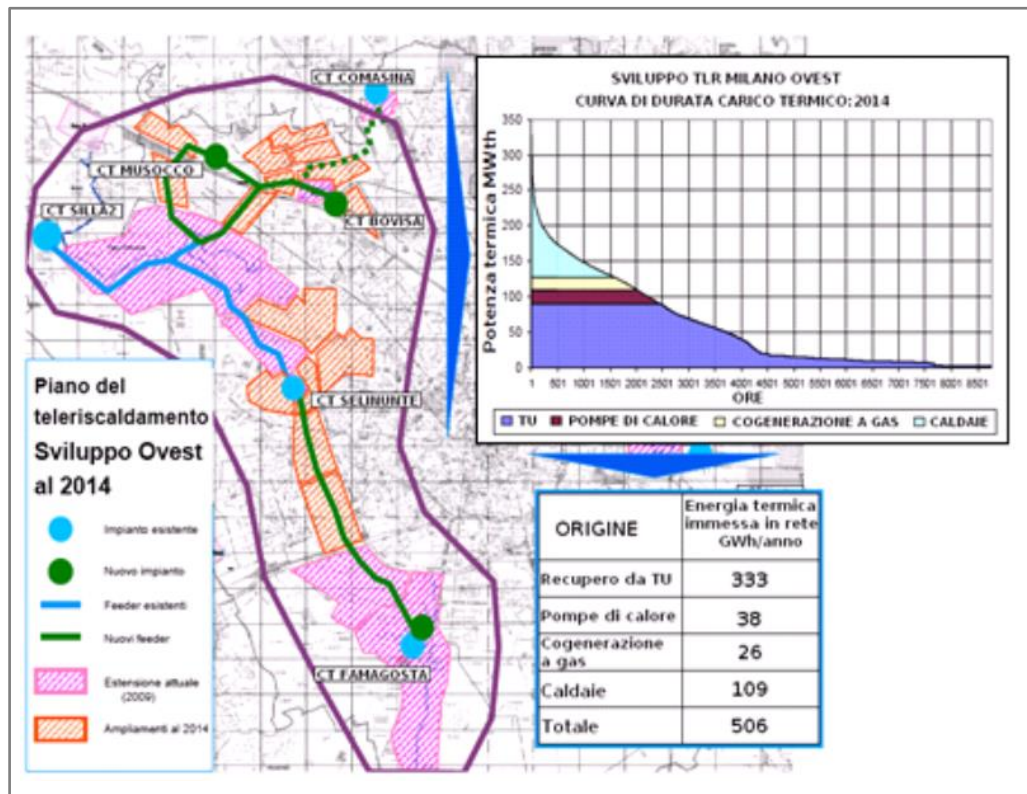 CT COMASINA
CT MUSOCCO
CT SILLA2
CT BOVISA
CT SELINUNTE
CT FAMAGOSTA
Piano del
teleriscaldamento
Sviluppo Ovest
al 2014
Impianto esistente
Nuovo impianto
Feeder esistenti
Nuovi feeder
Estensione attuale
(2009)
Ampliamenti al 2014
SVILUPPO TLR MILANO OVEST
CURVA DI DURATA CARICO TERMICO:2014
Potenza termica MWth
350
300
250
200
150
100
50
0
1 501 1001 1501 2001 2501 3001 3501 4001 4501 5001 5501 6001 6501 7001 7501 8001 8501
ORE
TU POMPE DI CALORE COGENERAZIONE A GAS CALDAIE
ORIGINE
Energia termica
immessa in rete
GWh/anno
Recupero da TU 333
Pompe di calore 38
Cogenerazione
a gas 26
Caldaie 109
Totale 506